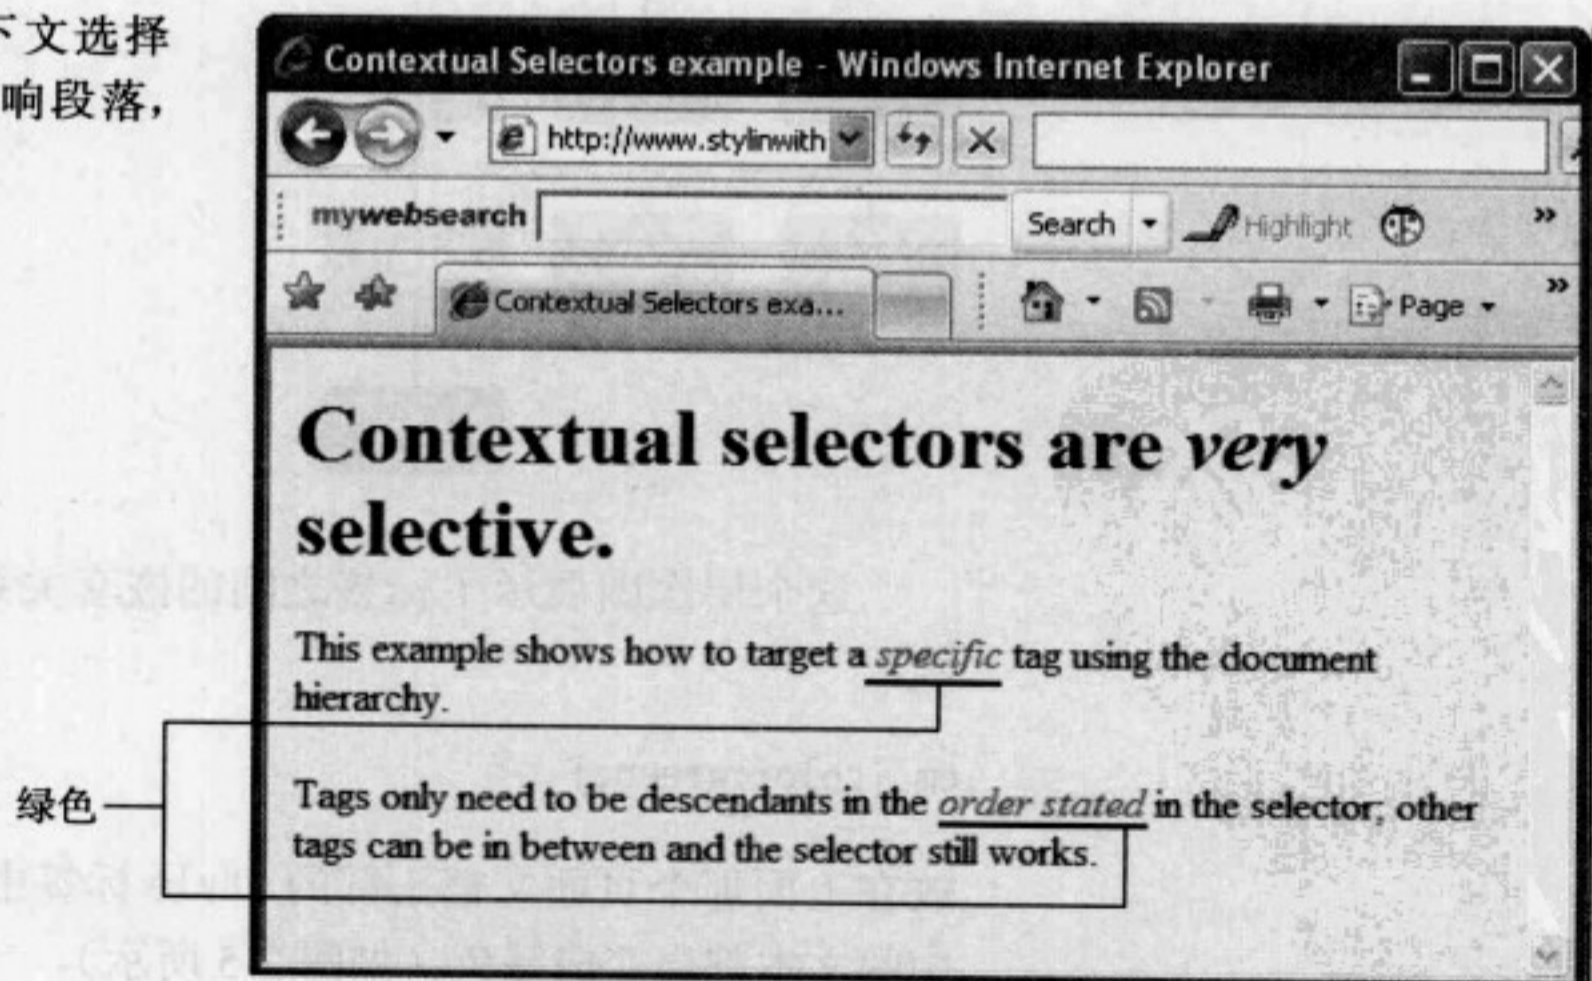 下文选择
响段落，
Contextual Selectors example - Windows Internet Explorer
http://www.stylinwith
mywebsearch
Search
Highlight
Contextual Selectors exa...
Page
Contextual selectors are very
selective.
This example shows how to target a specific tag using the document
hierarchy.
绿色
Tags only need to be descendants in the order stated in the selector; other
tags can be in between and the selector still works.